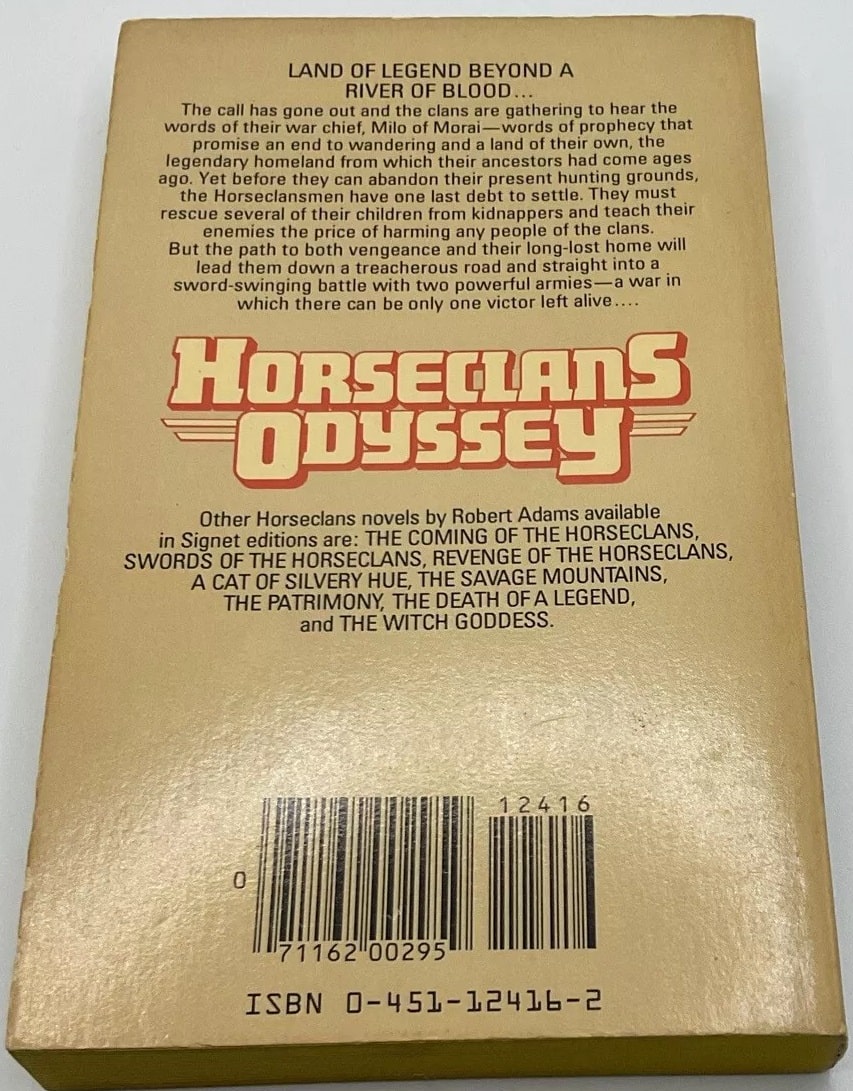 LAND OF LEGEND BEYOND A
RIVER OF BLOOD...
The call has gone out and the clans are gathering to hear the
words of their war chief, Milo of Morai—words of prophecy that
promise an end to wandering and a land of their own, the
legendary homeland from which their ancestors had come ages
ago. Yet before they can abandon their present hunting grounds,
the Horseclansmen have one last debt to settle. They must
rescue several of their children from kidnappers and teach their
enemies the price of harming any people of the clans.
But the path to both vengeance and their long-lost home will
lead them down a treacherous road and straight into a
sword-swinging battle with two powerful armies—a war in
which there can be only one victor left alive....
HORSECLANS
ODYSSEY
Other Horseclans novels by Robert Adams available
in Signet editions are: THE COMING OF THE HORSECLANS,
SWORDS OF THE HORSECLANS, REVENGE OF THE HORSECLANS,
A CAT OF SILVERY HUE, THE SAVAGE MOUNTAINS,
THE PATRIMONY, THE DEATH OF A LEGEND,
and THE WITCH GODDESS.
12416
0
71162 00295
ISBN 0-451-12416-2